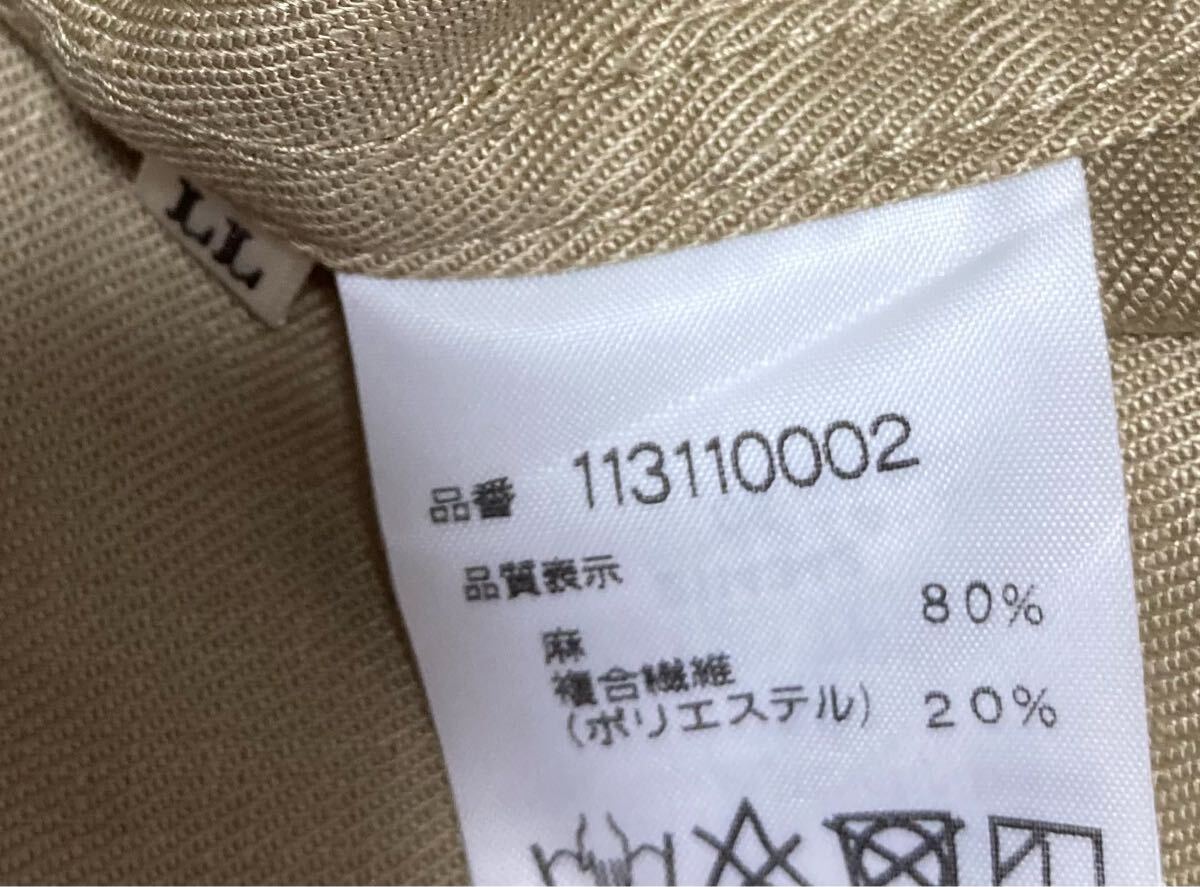 LL
品番 113110002
品質表示
麻 80%
複合繊維
(ポリエステル) 20%